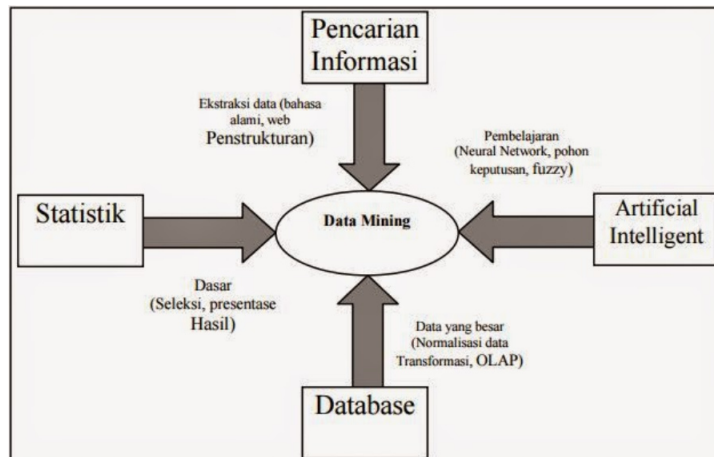 Pencarian
Informasi
Ekstraksi data (bahasa
alami, web
Penstrukturan)
Pembelajaran
(Neural Network, pohon
keputusan, fuzzy)
Statistik
Data Mining
Artificial
Intelligent
Dasar
(Seleksi, presentase
Hasil)
Data yang besar
(Normalisasi data
Transformasi, OLAP)
Database